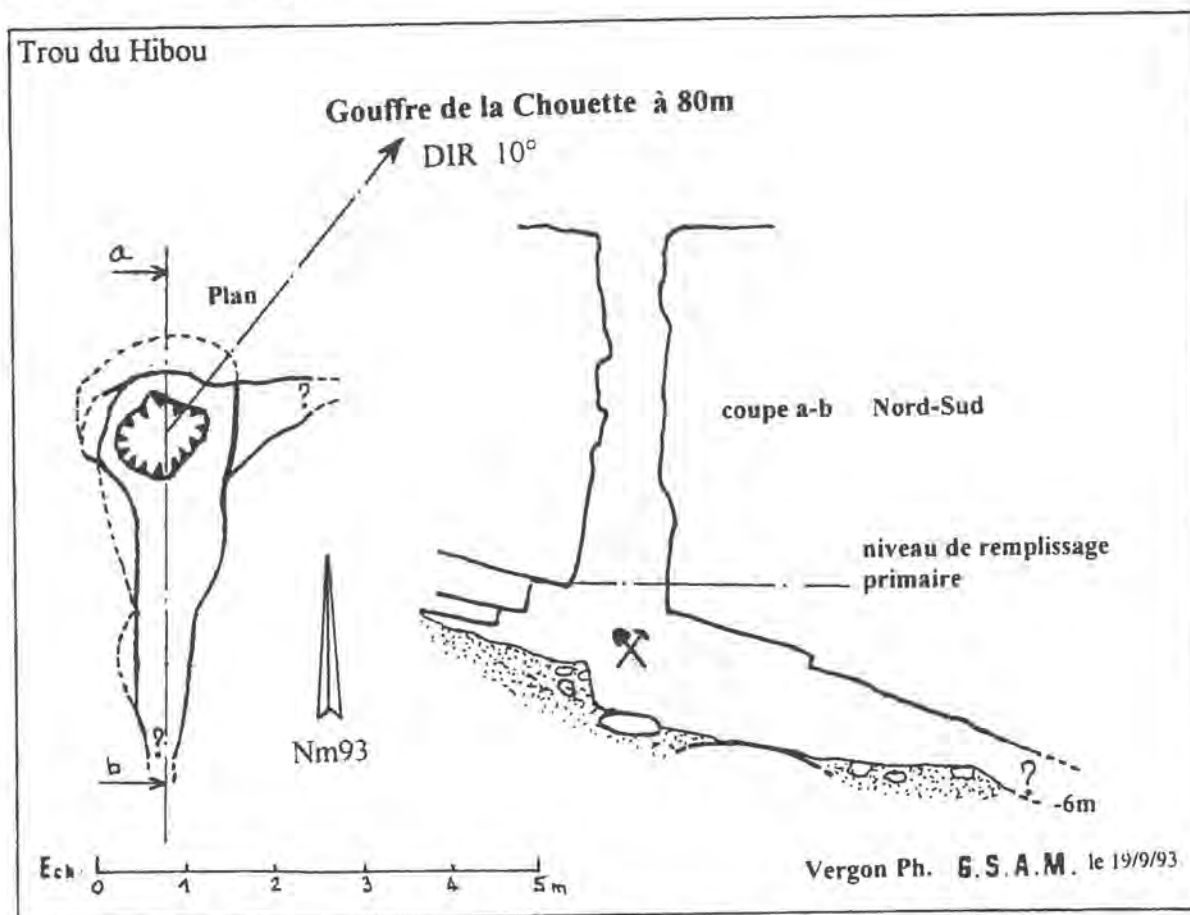 Trou du Hibou
Gouffre de la Chouette à 80m
DIR 10°
a
Plan
?
coupe a-b Nord-Sud
niveau de remplissage
primaire
?
b
Nm93
?
-6m
Ech. 0 1 2 3 4 5m
Vergon Ph. G.S.A.M. le 19/9/93